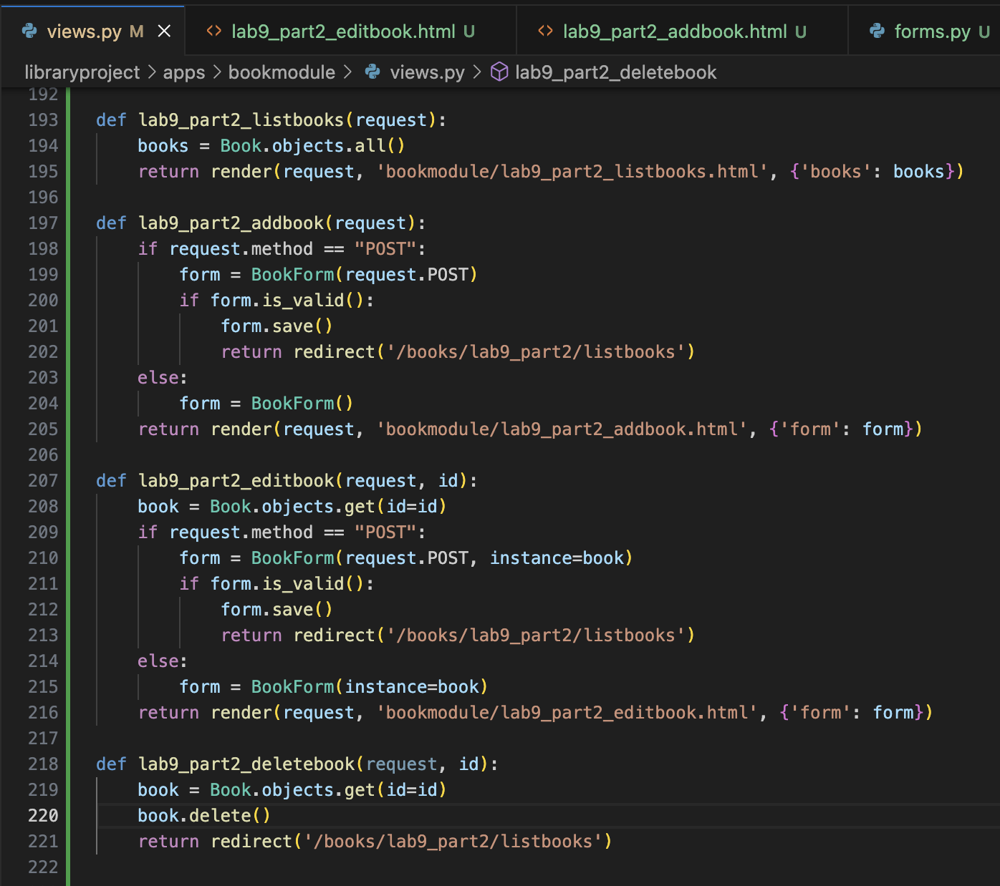 views.py M lab9_part2_editbook.html U lab9_part2_addbook.html U forms.py U
libraryproject > apps > bookmodule > views.py > lab9_part2_deletebook
192
193 def lab9_part2_listbooks(request):
194     books = Book.objects.all()
195     return render(request, 'bookmodule/lab9_part2_listbooks.html', {'books': books})
196
197 def lab9_part2_addbook(request):
198     if request.method == "POST":
199         form = BookForm(request.POST)
200         if form.is_valid():
201             form.save()
202             return redirect('/books/lab9_part2/listbooks')
203     else:
204         form = BookForm()
205     return render(request, 'bookmodule/lab9_part2_addbook.html', {'form': form})
206
207 def lab9_part2_editbook(request, id):
208     book = Book.objects.get(id=id)
209     if request.method == "POST":
210         form = BookForm(request.POST, instance=book)
211         if form.is_valid():
212             form.save()
213             return redirect('/books/lab9_part2/listbooks')
214     else:
215         form = BookForm(instance=book)
216     return render(request, 'bookmodule/lab9_part2_editbook.html', {'form': form})
217
218 def lab9_part2_deletebook(request, id):
219     book = Book.objects.get(id=id)
220     book.delete()
221     return redirect('/books/lab9_part2/listbooks')
222